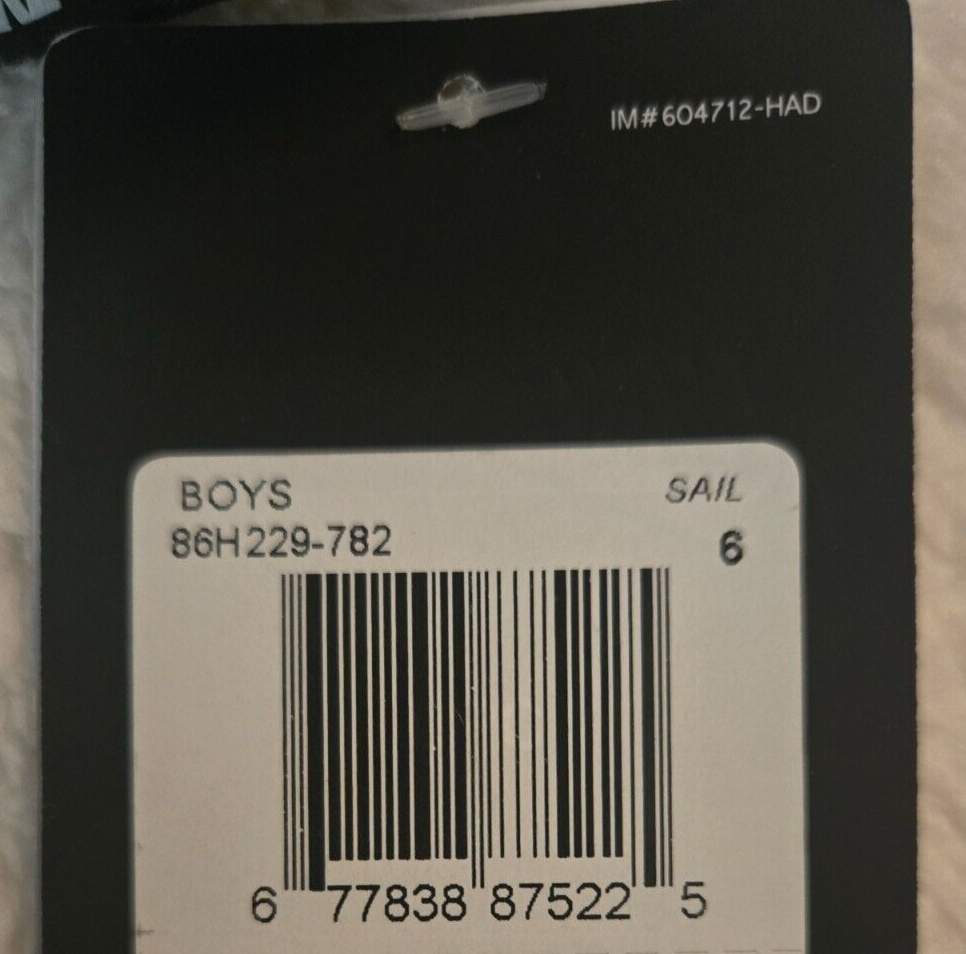 IM#604712-HAD
BOYS SAIL
86H229-782 6
6 77838 87522 5